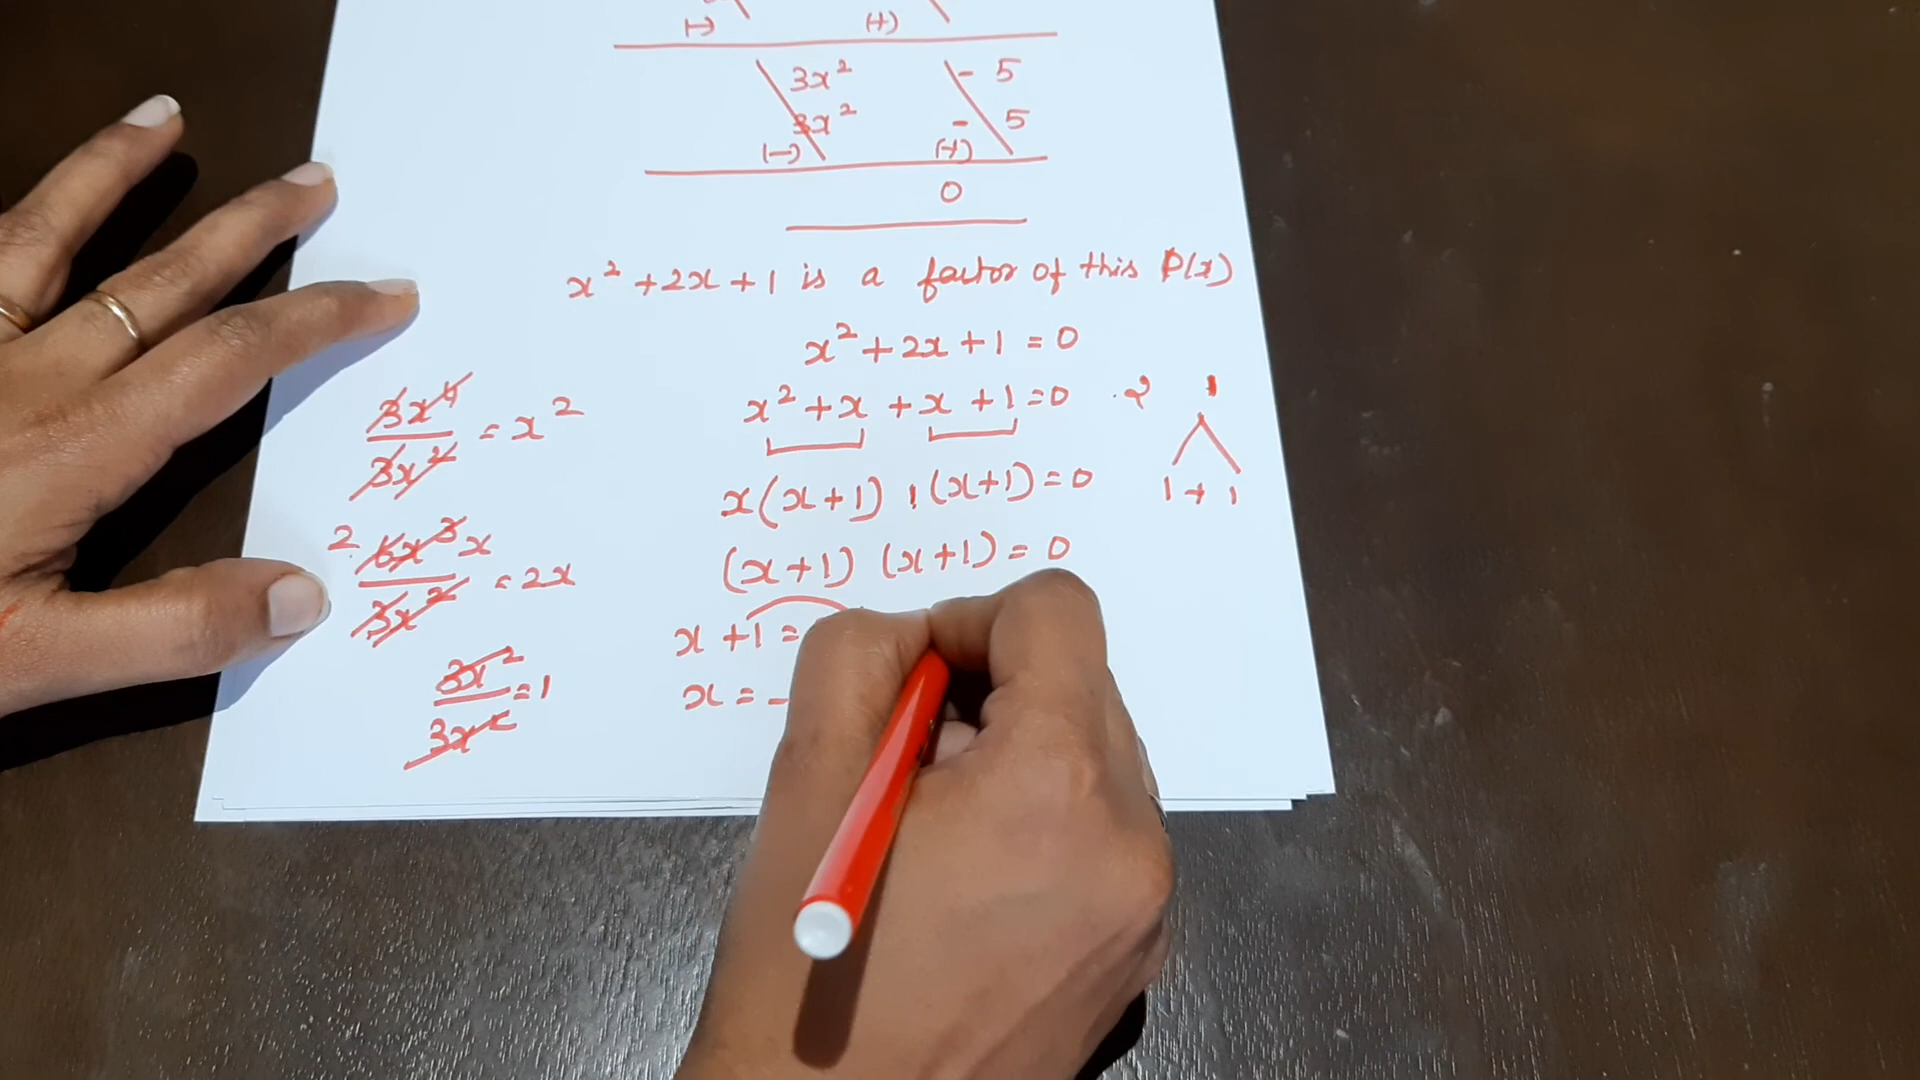 (-) (+)
3x² - 5
3x² - 5
(-) (+)
0
x² + 2x + 1 is a factor of this P(x)
x² + 2x + 1 = 0
x² + x + x + 1 = 0 · 2 1
x(x+1) 1(x+1) = 0 1 + 1
(x+1) (x+1) = 0
x + 1 =
x = -
3x⁴/3x² = x²
2 6x³ x/3x² = 2x
3x²/3x² = 1